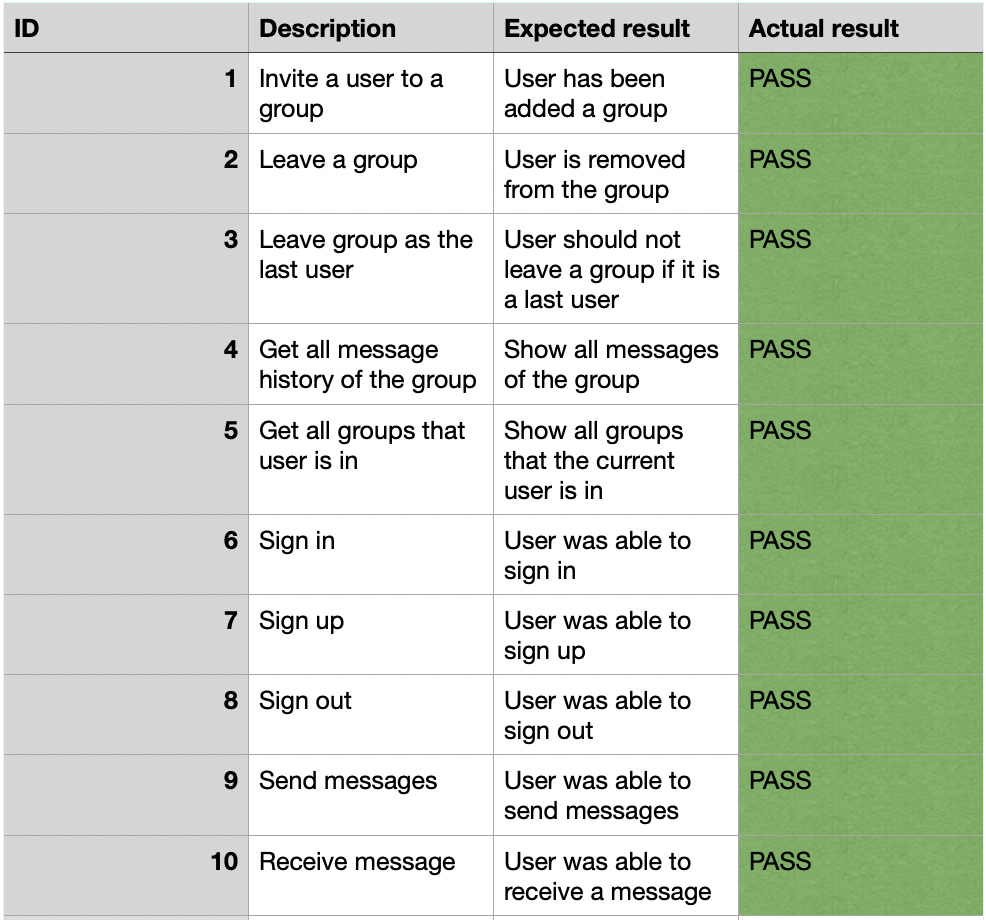 ID Description Expected result Actual result
1 Invite a user to a User has been PASS
group added a group
2 Leave a group User is removed PASS
from the group
3 Leave group as the User should not PASS
last user leave a group if it is
a last user
4 Get all message Show all messages PASS
history of the group of the group
5 Get all groups that Show all groups PASS
user is in that the current
user is in
6 Sign in User was able to PASS
sign in
7 Sign up User was able to PASS
sign up
8 Sign out User was able to PASS
sign out
9 Send messages User was able to PASS
send messages
10 Receive message User was able to PASS
receive a message